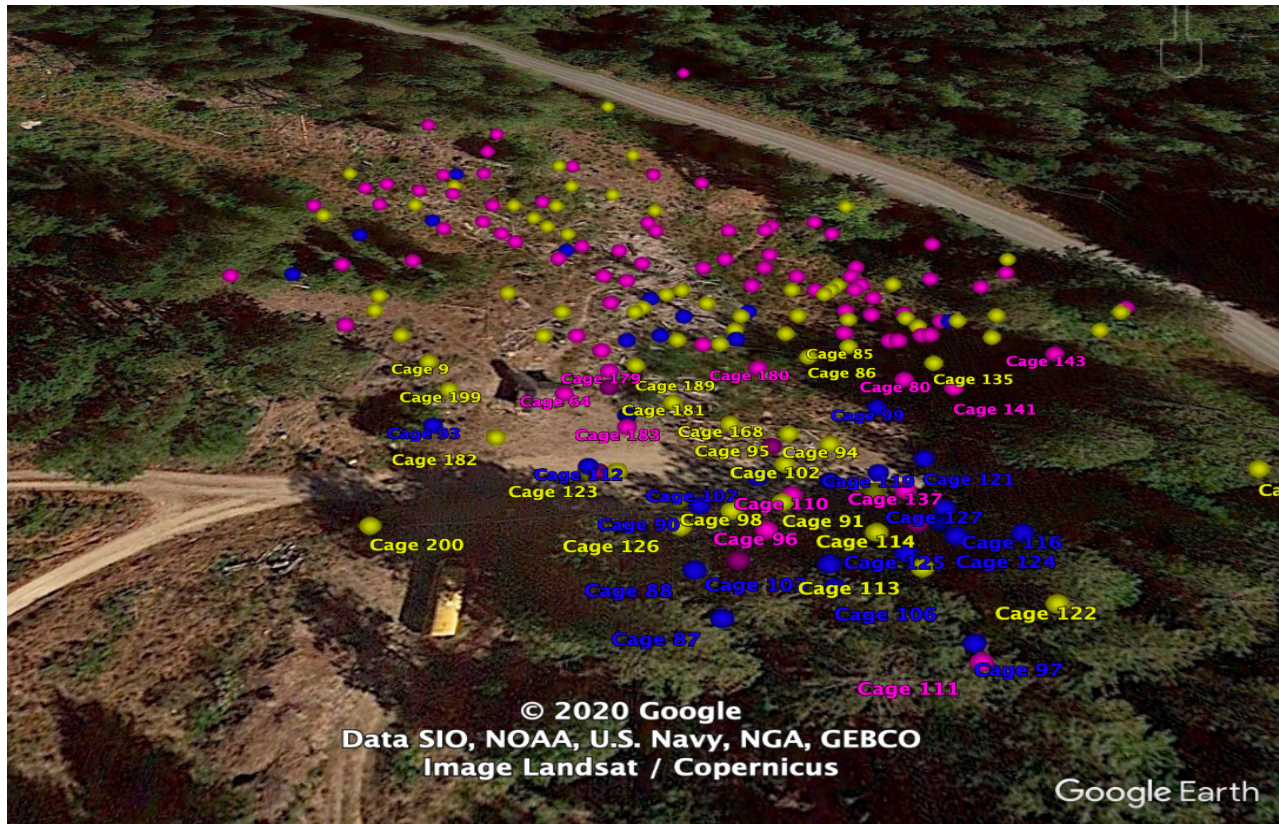 Cage 85
Cage 143
Cage 9
Cage 179
Cage 180
Cage 86
Cage 80
Cage 135
Cage 189
Cage 199
Cage 64
Cage 181
Cage 99
Cage 141
Cage 93
Cage 183
Cage 168
Cage 182
Cage 95
Cage 94
Cage 112
Cage 102
Cage 119
Cage 121
Cage 123
Cage 107
Cage 110
Cage 137
Cage 90
Cage 98
Cage 91
Cage 127
Cage 126
Cage 96
Cage 114
Cage 116
Cage 125
Cage 124
Cage 88
Cage 113
Cage 106
Cage 122
Cage 87
Cage 97
Cage 111
© 2020 Google
Data SIO, NOAA, U.S. Navy, NGA, GEBCO
Image Landsat / Copernicus
Google Earth